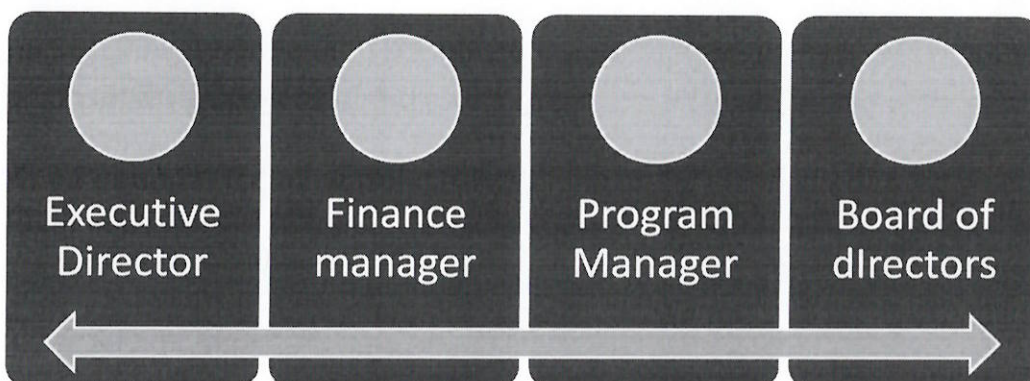 Executive
Director
Finance
manager
Program
Manager
Board of
dIrectors